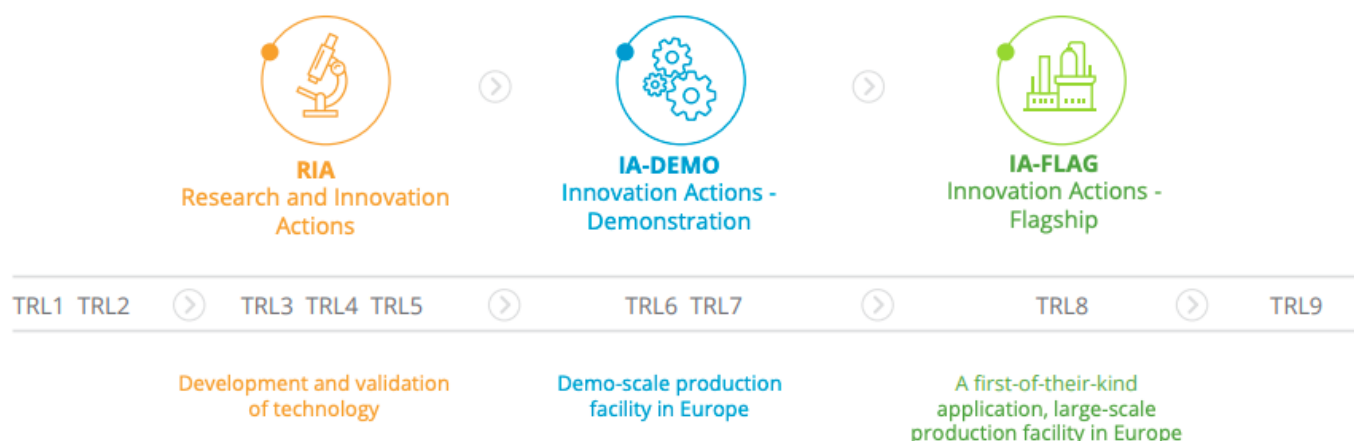 RIA
Research and Innovation
Actions
IA-DEMO
Innovation Actions -
Demonstration
IA-FLAG
Innovation Actions -
Flagship
TRL1 TRL2
TRL3 TRL4 TRL5
TRL6 TRL7
TRL8
TRL9
Development and validation
of technology
Demo-scale production
facility in Europe
A first-of-their-kind
application, large-scale
production facility in Europe